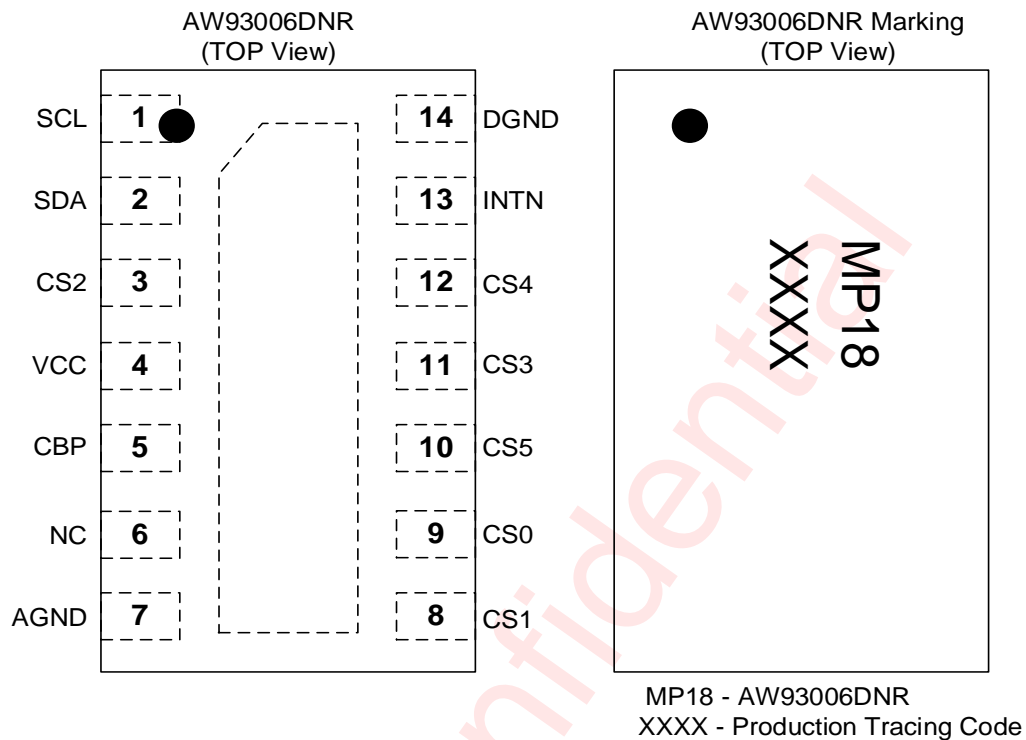 AW93006DNR
(TOP View)
SCL 1 14 DGND
SDA 2 13 INTN
CS2 3 12 CS4
VCC 4 11 CS3
CBP 5 10 CS5
NC 6 9 CS0
AGND 7 8 CS1
AW93006DNR Marking
(TOP View)
MP18
XXXX
MP18 - AW93006DNR
XXXX - Production Tracing Code
nfidential